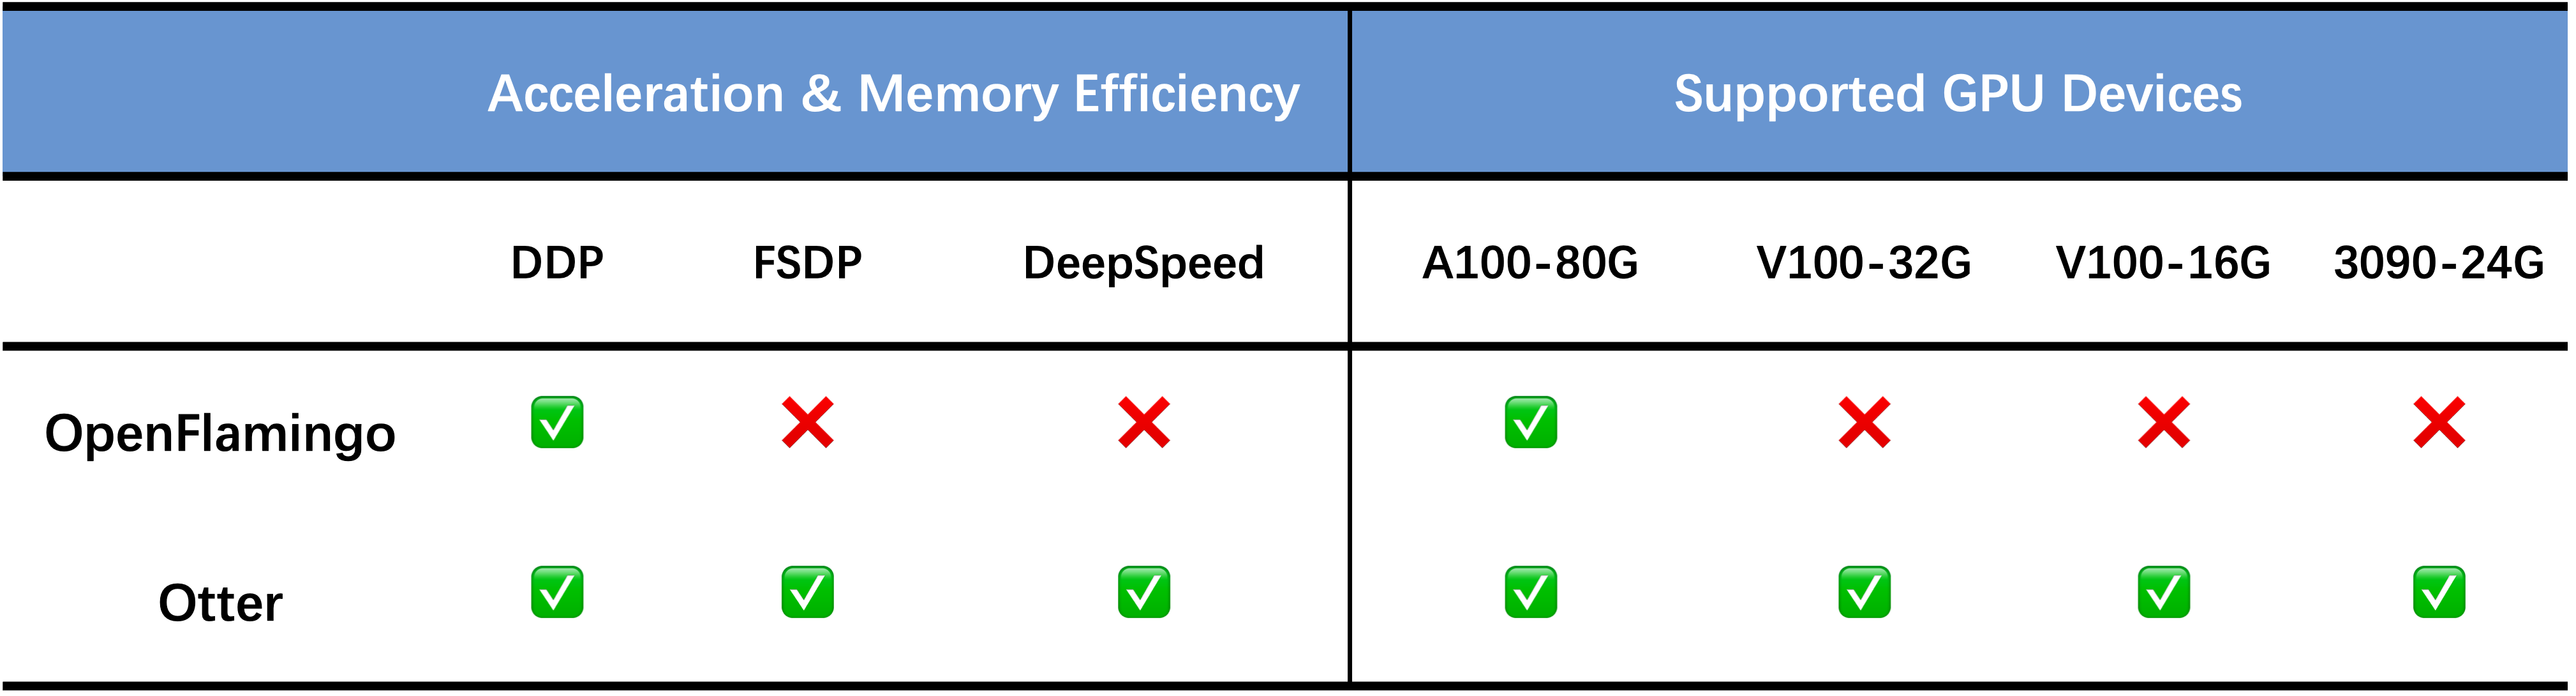 Acceleration & Memory Efficiency Supported GPU Devices
DDP FSDP DeepSpeed A100-80G V100-32G V100-16G 3090-24G
OpenFlamingo ✅ ❌ ❌ ✅ ❌ ❌ ❌
Otter ✅ ✅ ✅ ✅ ✅ ✅ ✅